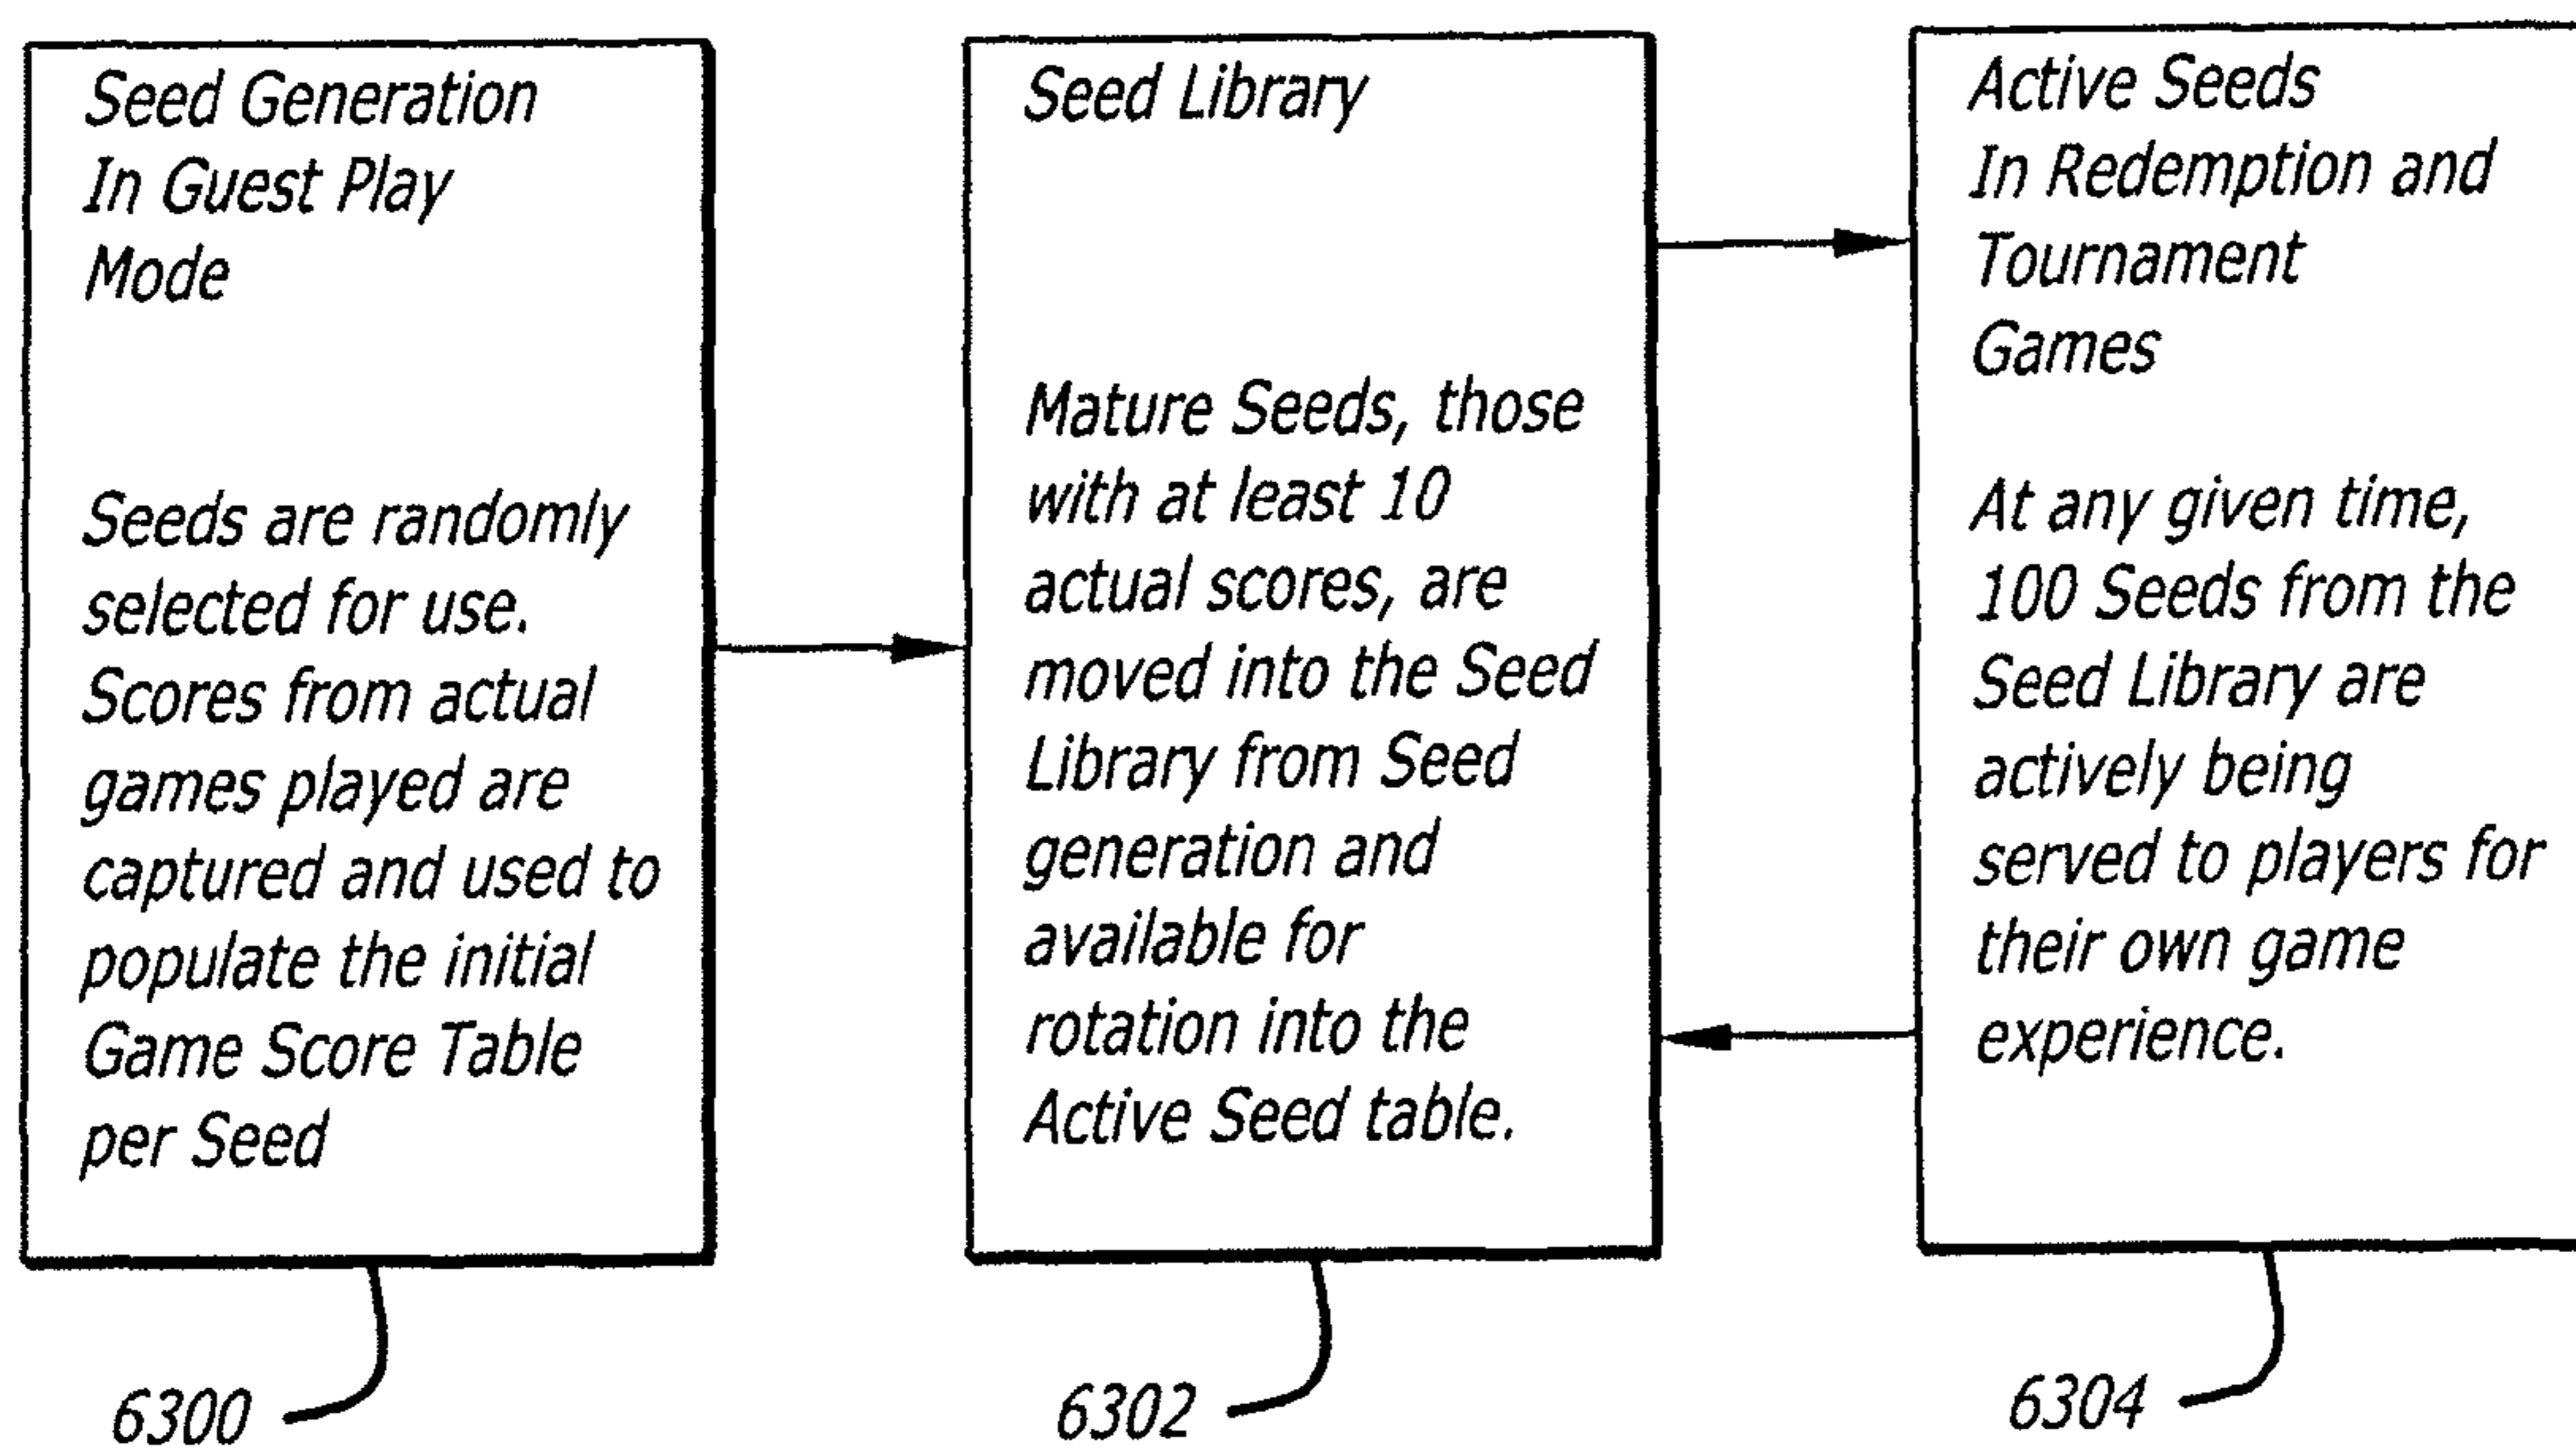 Seed Generation
In Guest Play
Mode
Seeds are randomly
selected for use.
Scores from actual
games played are
captured and used to
populate the initial
Game Score Table
per Seed
6300
Seed Library
Mature Seeds, those
with at least 10
actual scores, are
moved into the Seed
Library from Seed
generation and
available for
rotation into the
Active Seed table.
6302
Active Seeds
In Redemption and
Tournament
Games
At any given time,
100 Seeds from the
Seed Library are
actively being
served to players for
their own game
experience.
6304